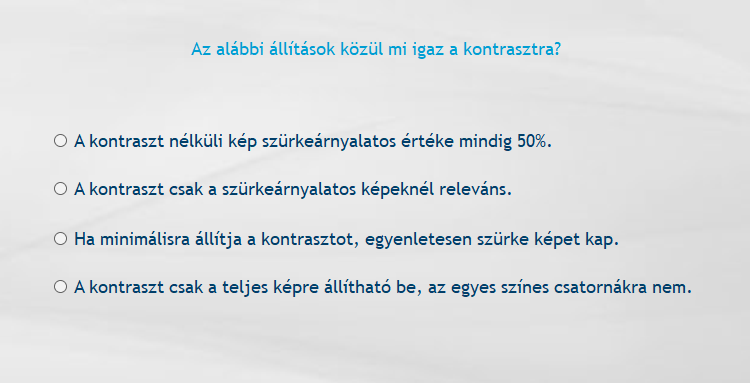 Az alábbi állítások közül mi igaz a kontrasztra?
A kontraszt nélküli kép szürkeárnyalatos értéke mindig 50%.
A kontraszt csak a szürkeárnyalatos képeknél releváns.
Ha minimálisra állítja a kontrasztot, egyenletesen szürke képet kap.
A kontraszt csak a teljes képre állítható be, az egyes színes csatornákra nem.